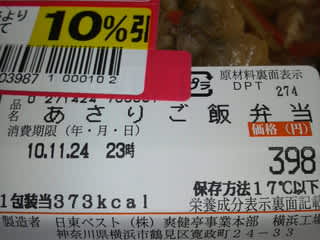 より
て
10%引
03987 1 000102
プラ
原材料裏面表示
DPT 274
品
名
あさりご飯弁当
消費期限(年・月・日)
価格(円)
10.11.24 23時
398
保存方法17℃以下
1包装当373kcal
栄養成分表示裏面記載
製造者 日東ベスト(株)爽健亭事業本部 横浜工場
神奈川県横浜市鶴見区寛政町24-33